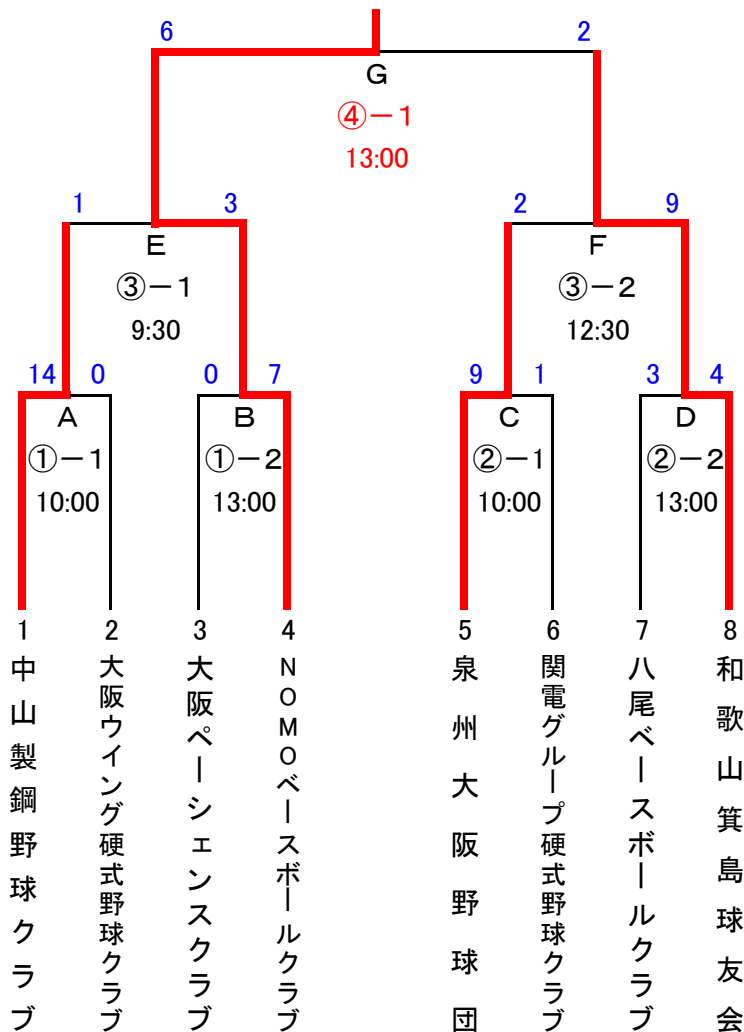 6 2
G
④－1
13:00
1 3 2 9
E F
③－1 ③－2
9:30 12:30
14 0 0 7 9 1 3 4
A B C D
①－1 ①－2 ②－1 ②－2
10:00 13:00 10:00 13:00
1 2 3 4 5 6 7 8
中山製鋼野球クラブ
大阪ウイング硬式野球クラブ
大阪ペーシェンスクラブ
NOMOベースボールクラブ
泉州大阪野球団
関電グループ硬式野球クラブ
八尾ベースボールクラブ
和歌山箕島球友会